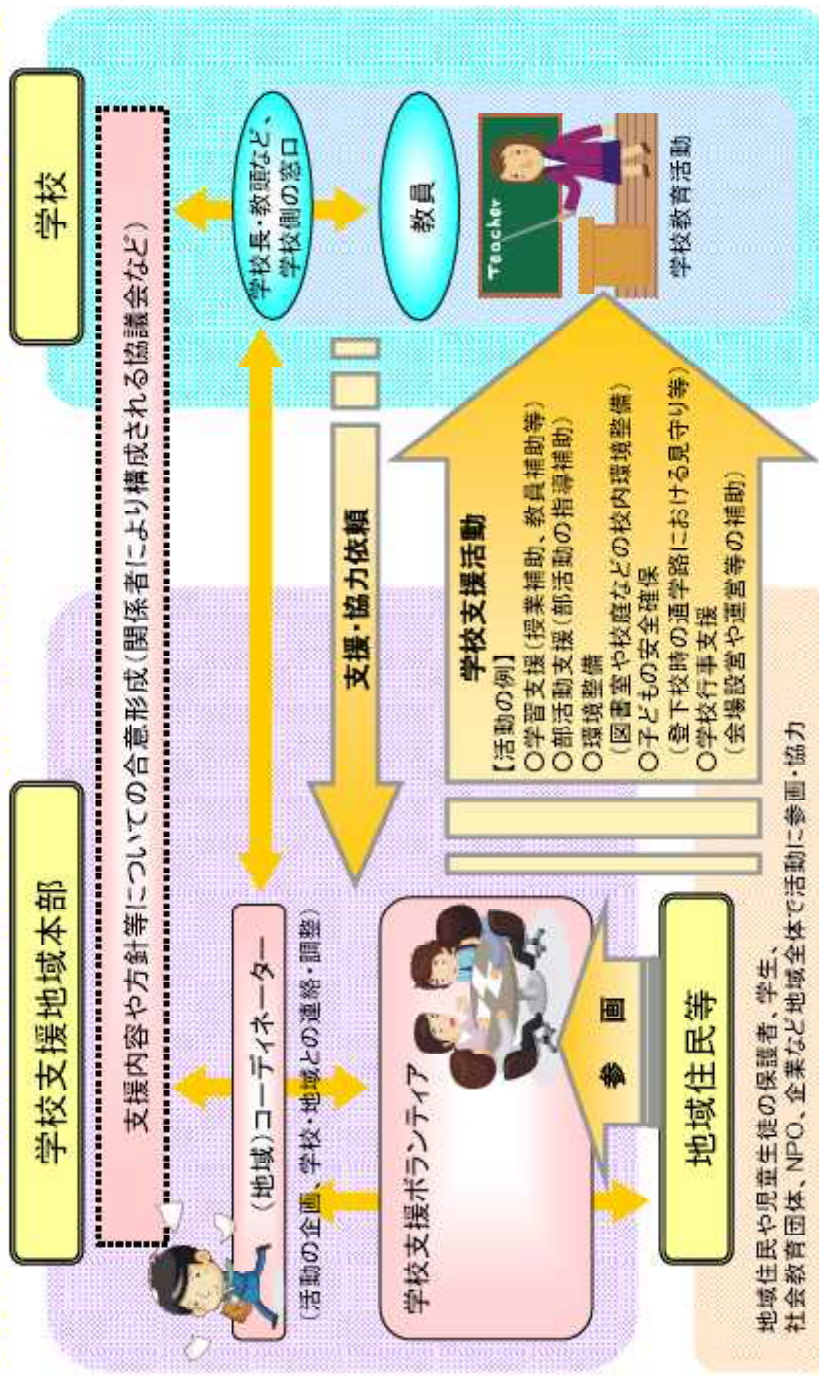 学校支援地域本部
学校
支援内容や方針等についての合意形成(関係者により構成される協議会など)
(地域)コーディネーター
(活動の企画、学校・地域との連絡・調整)
学校長・教頭など、
学校側の窓口
支援・協力依頼
教員
Teacher
学校教育活動
学校支援ボランティア
学校支援活動
【活動の例】
○学習支援(授業補助、教員補助等)
○部活動支援(部活動の指導補助)
○環境整備
(図書室や校庭などの校内環境整備)
○子どもの安全確保
(登下校時の通学路における見守り等)
○学校行事支援
(会場設営や運営等の補助)
参画
地域住民等
地域住民や児童生徒の保護者、学生、
社会教育団体、NPO、企業など地域全体で活動に参画・協力